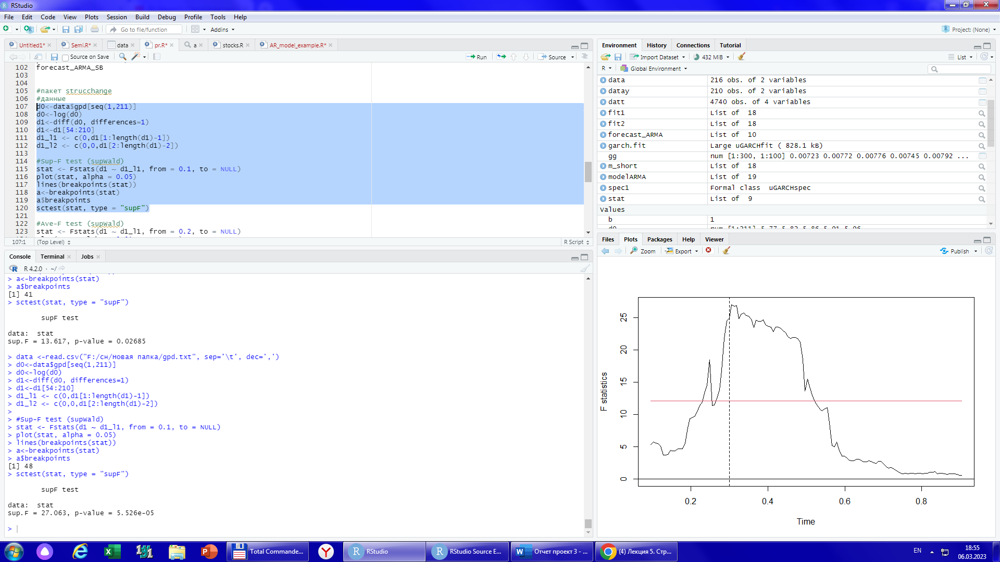 RStudio
File Edit Code View Plots Session Build Debug Profile Tools Help
Go to file/function Addins Project: (None)
Untitled1* Semi.R* data pr.R* a stocks.R AR_model_example.R*
Source on Save Run Source
102 forecast_ARMA_SB
103
104
105 #пакет strucchange
106 #данные
107 d0<-data$gpd[seq(1,211)]
108 d0<-log(d0)
109 d1<-diff(d0, differences=1)
110 d1<-d1[54:210]
111 d1_l1 <- c(0,d1[1:length(d1)-1])
112 d1_l2 <- c(0,0,d1[2:length(d1)-2])
113
114 #Sup-F test (supWald)
115 stat <- Fstats(d1 ~ d1_l1, from = 0.1, to = NULL)
116 plot(stat, alpha = 0.05)
117 lines(breakpoints(stat))
118 a<-breakpoints(stat)
119 a$breakpoints
120 sctest(stat, type = "supF")
121
122 #Ave-F test (supWald)
123 stat <- Fstats(d1 ~ d1_l1, from = 0.2, to = NULL)
107:1 (Top Level) R Script
Console Terminal Jobs
R 4.2.0 · ~/
> a<-breakpoints(stat)
> a$breakpoints
[1] 41
> sctest(stat, type = "supF")
supF test
data: stat
sup.F = 13.617, p-value = 0.02685
> data <-read.csv("F:/сн/Новая папка/gpd.txt", sep='\t', dec=',')
> d0<-data$gpd[seq(1,211)]
> d0<-log(d0)
> d1<-diff(d0, differences=1)
> d1<-d1[54:210]
> d1_l1 <- c(0,d1[1:length(d1)-1])
> d1_l2 <- c(0,0,d1[2:length(d1)-2])
>
> #Sup-F test (supWald)
> stat <- Fstats(d1 ~ d1_l1, from = 0.1, to = NULL)
> plot(stat, alpha = 0.05)
> lines(breakpoints(stat))
> a<-breakpoints(stat)
> a$breakpoints
[1] 48
> sctest(stat, type = "supF")
supF test
data: stat
sup.F = 27.063, p-value = 5.526e-05
>
Environment History Connections Tutorial
Import Dataset 432 MiB List
R Global Environment
data 216 obs. of 2 variables
datay 210 obs. of 2 variables
datt 4740 obs. of 4 variables
fit1 List of 18
fit2 List of 18
forecast_ARMA List of 10
garch.fit Large uGARCHfit ( 828.1 kB)
gg num [1:300, 1:100] 0.00723 0.00772 0.00776 0.00745 0.00792 ...
m_short List of 18
modelARMA List of 19
spec1 Formal class uGARCHspec
stat List of 9
Values
b 1
d0 num [1:211] 5.77 5.82 5.86 5.91 5.96
Files Plots Packages Help Viewer
Zoom Export Publish
F statistics
25
20
15
10
5
0
0.2 0.4 0.6 0.8
Time
Total Commande... RStudio RStudio Source E... Отчет проект 3 - ... (4) Лекция 5. Стр... EN 18:55
06.03.2023